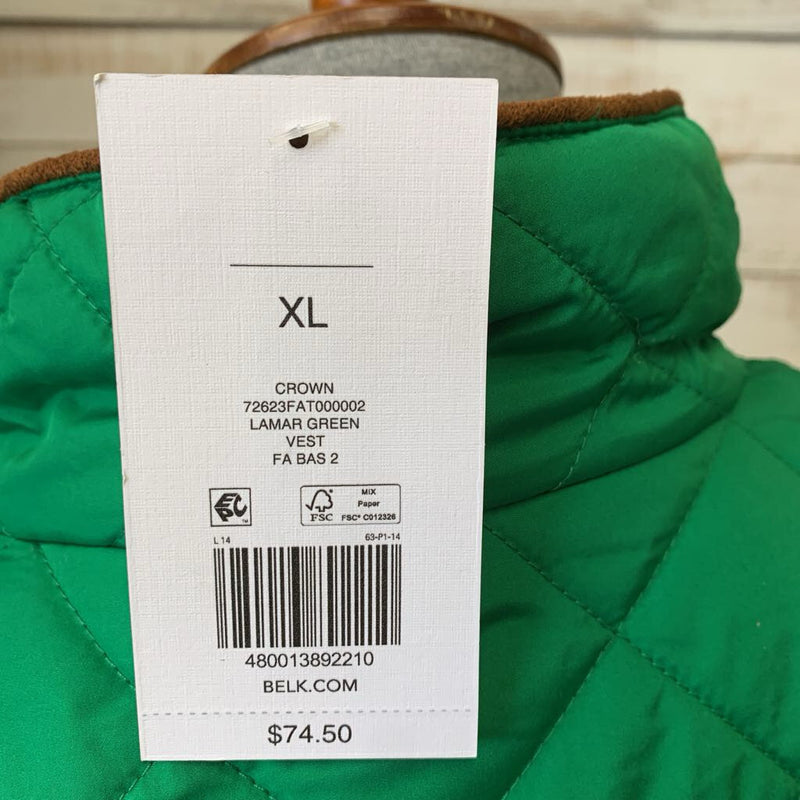 XL
CROWN
72623FAT000002
LAMAR GREEN
VEST
FA BAS 2
EPC™
FSC®
MIX
Paper
FSC® C012326
L 14
63-P1-14
480013892210
BELK.COM
$74.50